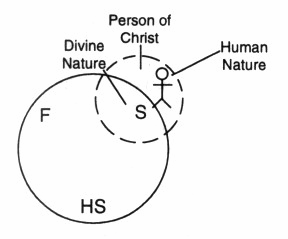 Person of
Christ
Divine
Nature
Human
Nature
F
S
HS